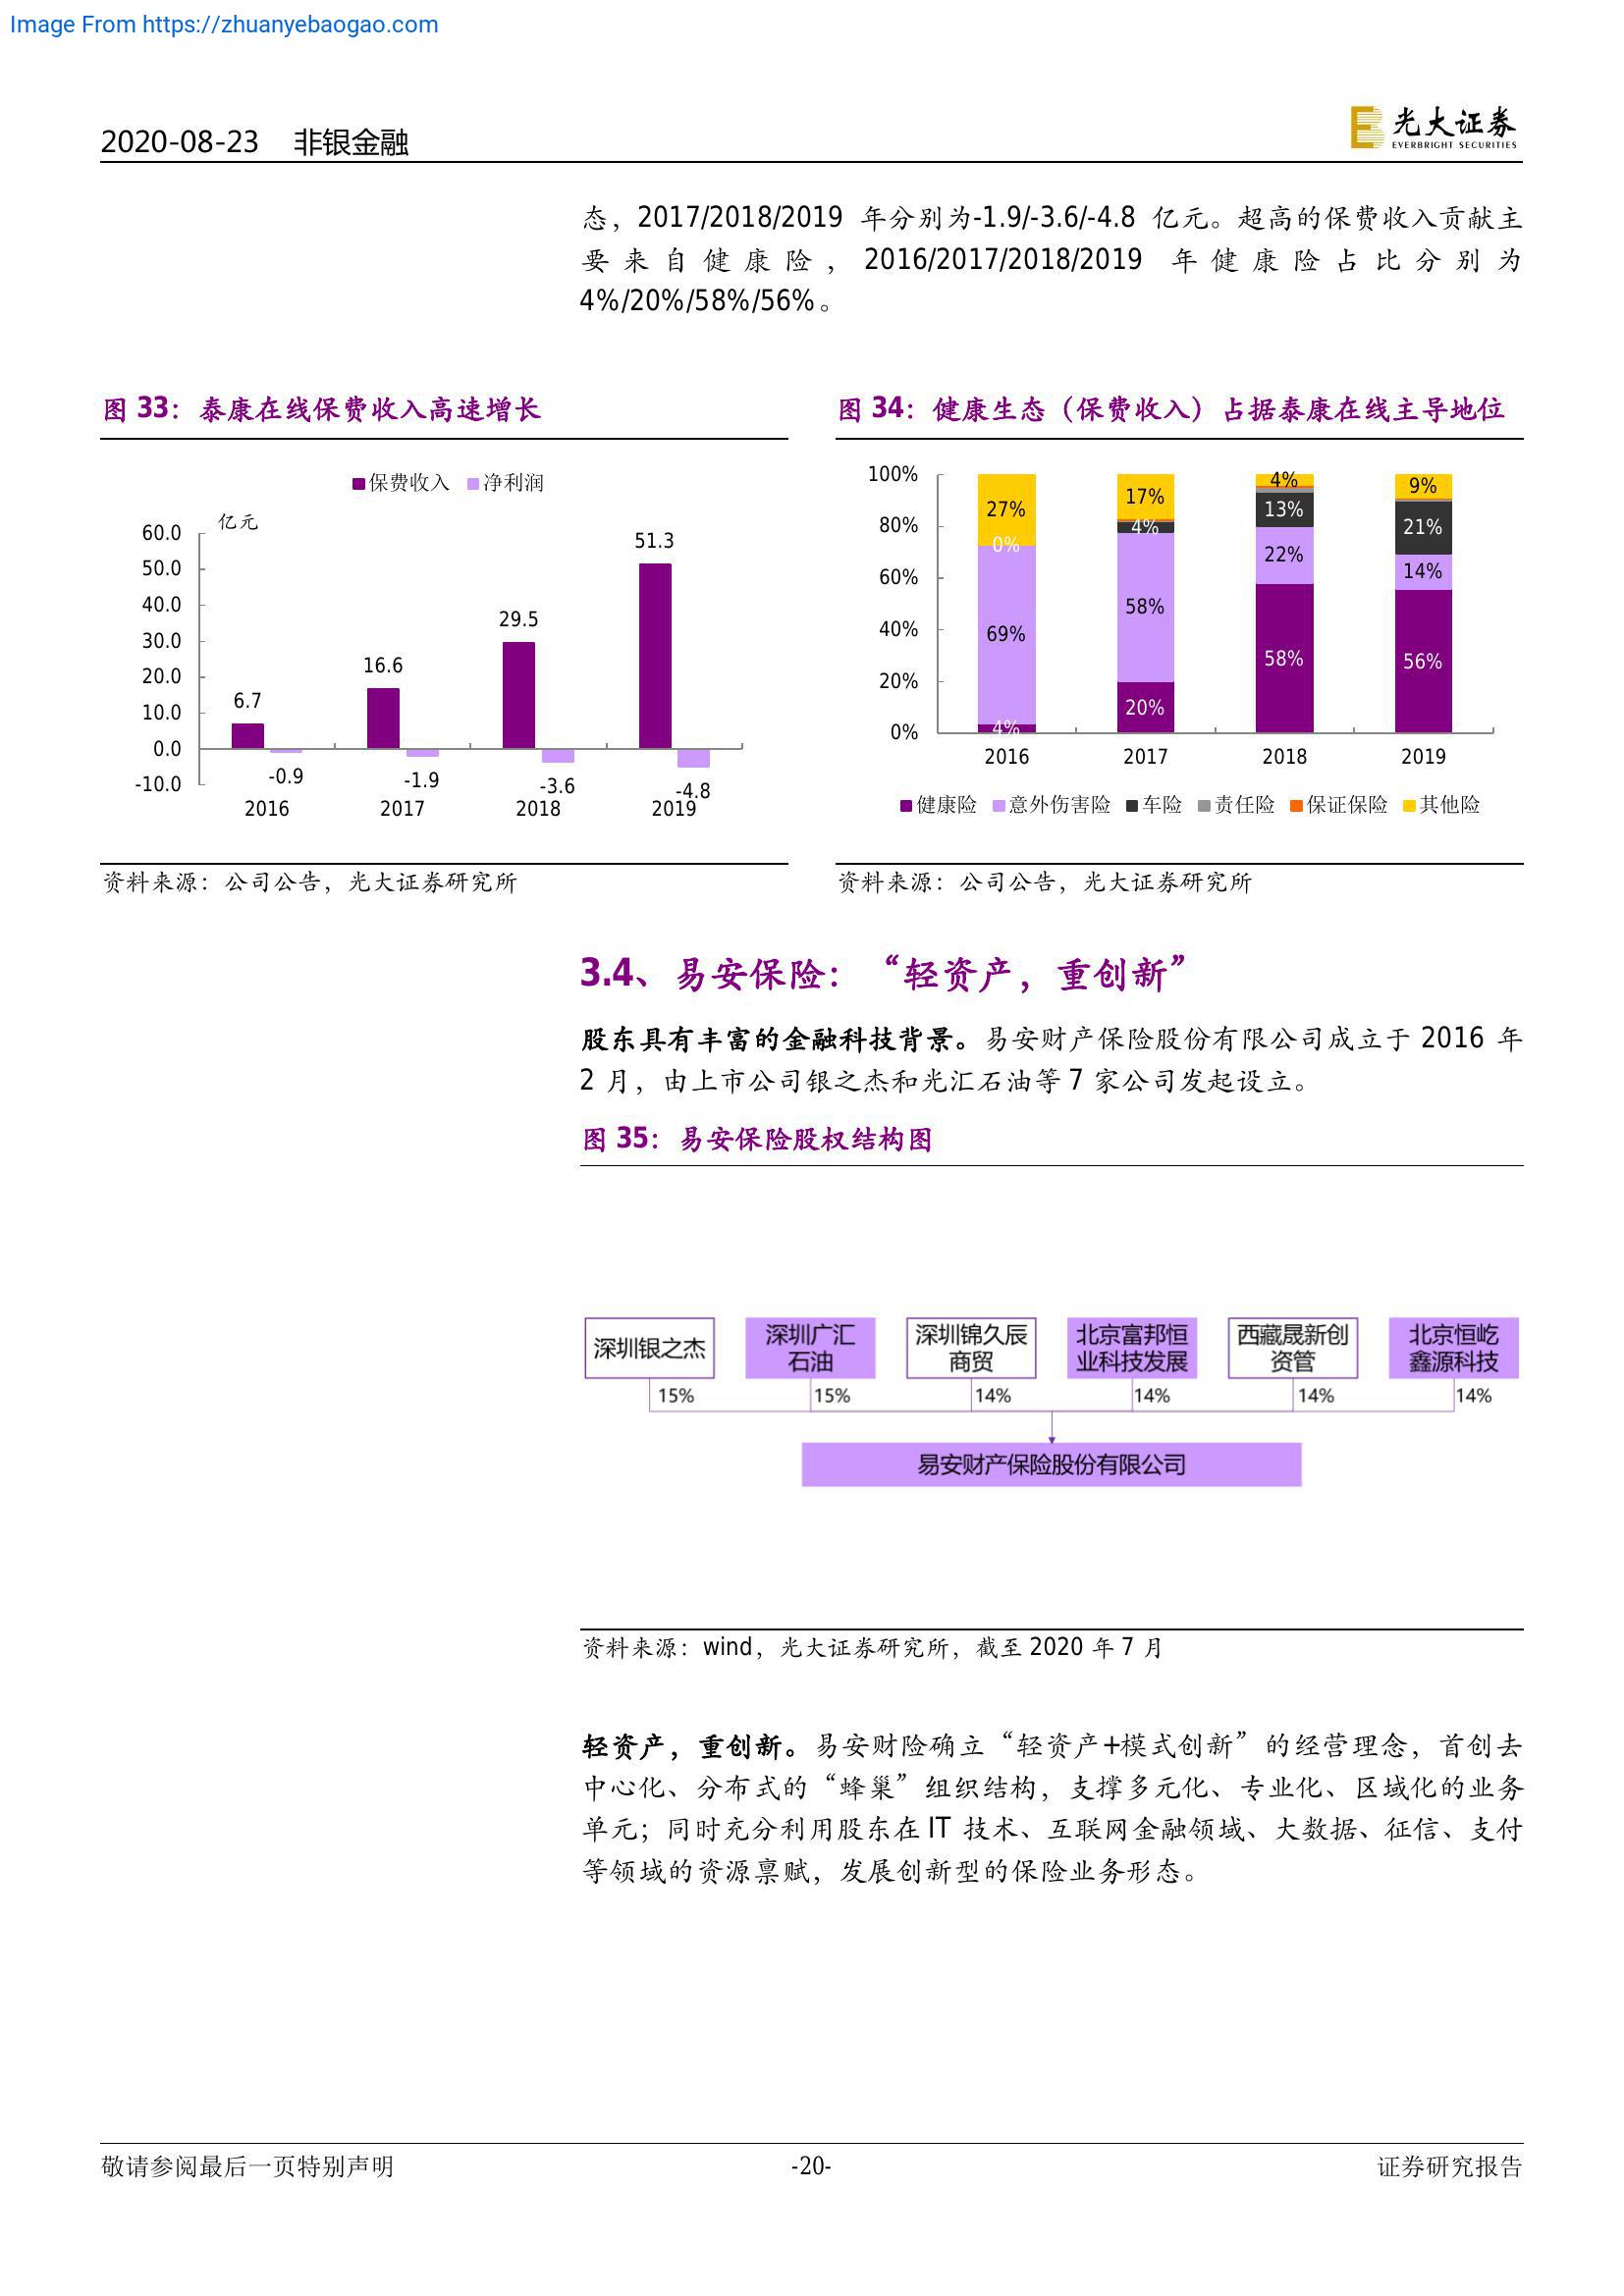 Image From https://zhuanyebaogao.com
2020-08-23 非银金融
光大证券
EVERBRIGHT SECURITIES
态，2017/2018/2019 年分别为-1.9/-3.6/-4.8 亿元。超高的保费收入贡献主
要来自健康险，2016/2017/2018/2019 年健康险占比分别为
4%/20%/58%/56%。
图 33：泰康在线保费收入高速增长
保费收入 净利润
亿元
60.0
50.0
40.0
30.0
20.0
10.0
0.0
-10.0
6.7
16.6
29.5
51.3
-0.9
-1.9
-3.6
-4.8
2016 2017 2018 2019
资料来源：公司公告，光大证券研究所
图 34：健康生态（保费收入）占据泰康在线主导地位
100%
80%
60%
40%
20%
0%
27% 17% 4% 9%
0% 4% 13% 21%
69% 58% 22% 14%
4% 20% 58% 56%
2016 2017 2018 2019
健康险 意外伤害险 车险 责任险 保证保险 其他险
资料来源：公司公告，光大证券研究所
3.4、易安保险：“轻资产，重创新”
股东具有丰富的金融科技背景。易安财产保险股份有限公司成立于 2016 年
2 月，由上市公司银之杰和光汇石油等 7 家公司发起设立。
图 35：易安保险股权结构图
深圳银之杰
深圳广汇
石油
深圳锦久辰
商贸
北京富邦恒
业科技发展
西藏晟新创
资管
北京恒屹
鑫源科技
15% 15% 14% 14% 14% 14%
易安财产保险股份有限公司
资料来源：wind，光大证券研究所，截至 2020 年 7 月
轻资产，重创新。易安财险确立“轻资产+模式创新”的经营理念，首创去
中心化、分布式的“蜂巢”组织结构，支撑多元化、专业化、区域化的业务
单元；同时充分利用股东在 IT 技术、互联网金融领域、大数据、征信、支付
等领域的资源禀赋，发展创新型的保险业务形态。
敬请参阅最后一页特别声明
-20-
证券研究报告